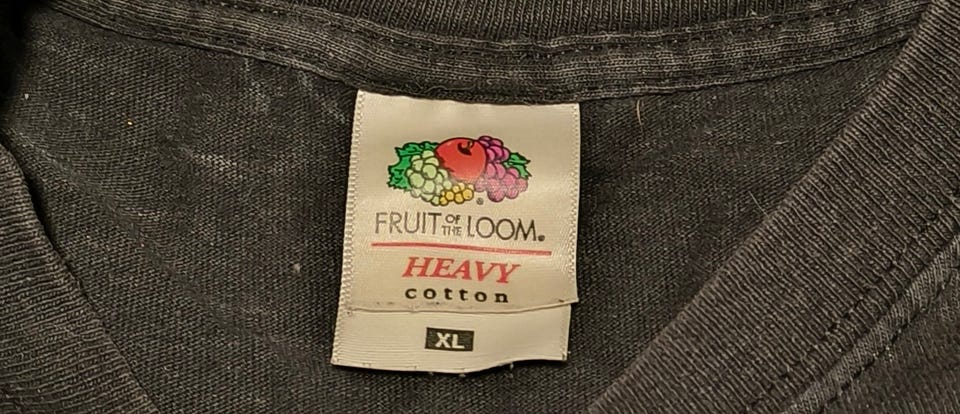 FRUIT OF THE LOOM®
HEAVY
cotton
XL